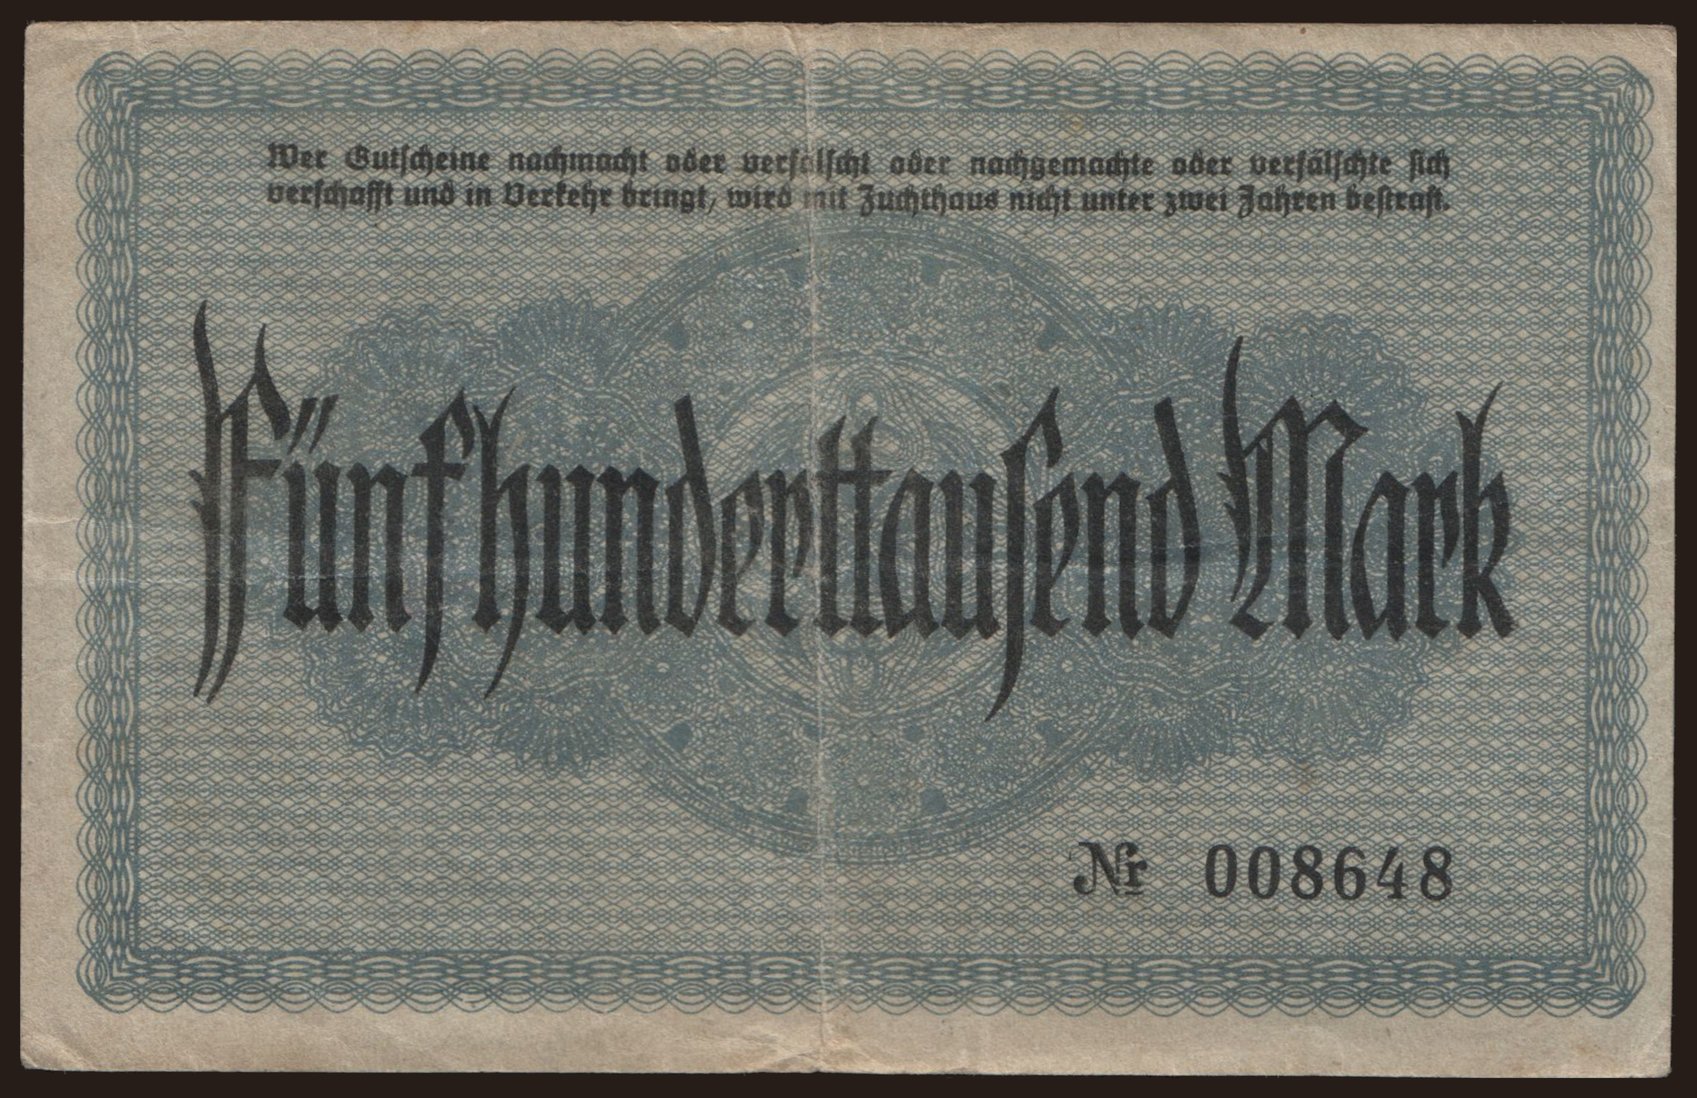 Wer Gutscheine nachmacht oder verfälscht oder nachgemachte oder verfälschte sich
verschafft und in Verkehr bringt, wird mit Zuchthaus nicht unter zwei Jahren bestraft.
Fünfhunderttausend Mark
Nr 008648